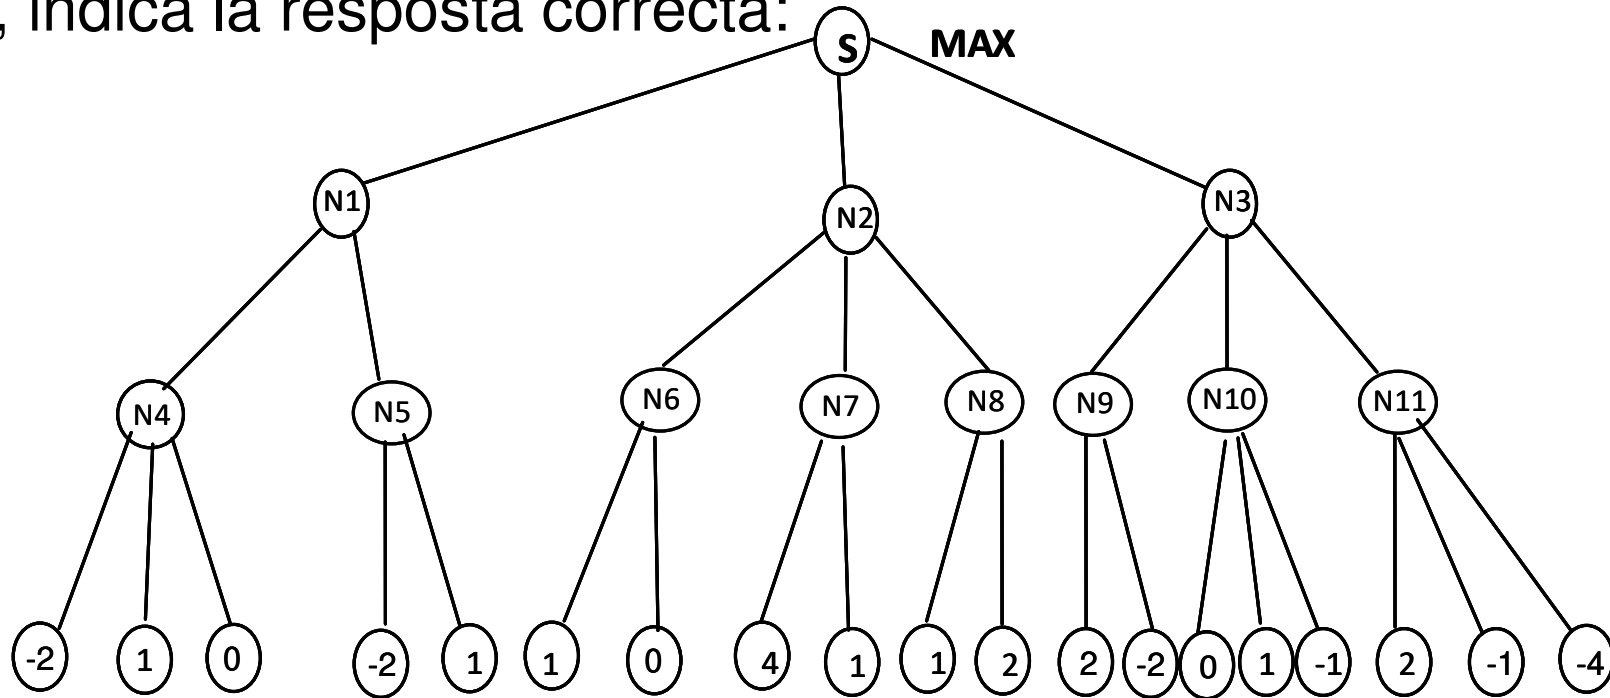 , indica la resposta correcta:
S MAX
N1 N2 N3
N4 N5 N6 N7 N8 N9 N10 N11
-2 1 0 -2 1 1 0 4 1 1 2 2 -2 0 1 -1 2 -1 -4